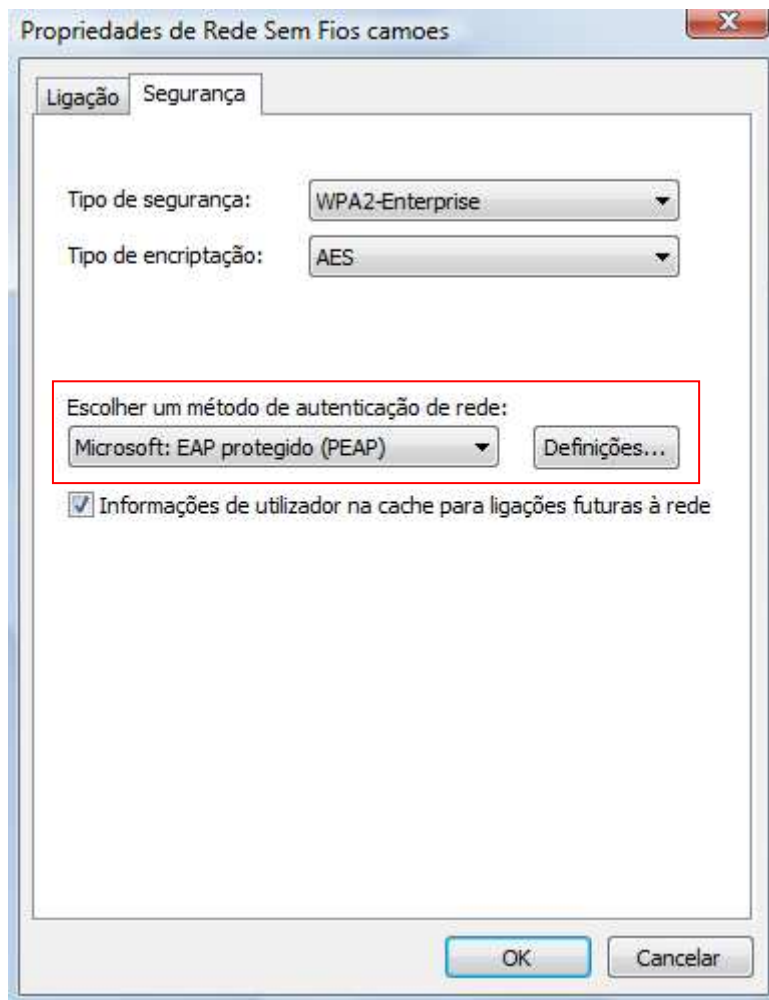 Propriedades de Rede Sem Fios camoes
Ligação Segurança
Tipo de segurança: WPA2-Enterprise
Tipo de encriptação: AES
Escolher um método de autenticação de rede:
Microsoft: EAP protegido (PEAP) Definições...
Informações de utilizador na cache para ligações futuras à rede
OK Cancelar